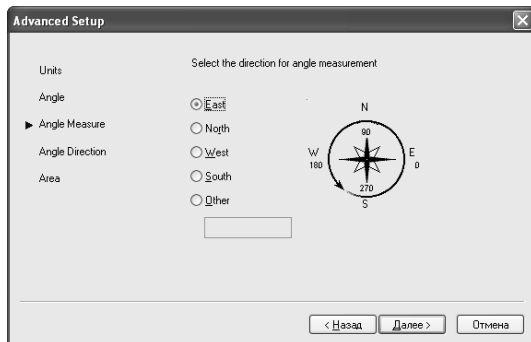 Advanced Setup
Units
Angle
Angle Measure
Angle Direction
Area
Select the direction for angle measurement
East
North
West
South
Other
N
90
W
180
E
0
270
S
< Назад
Далее >
Отмена